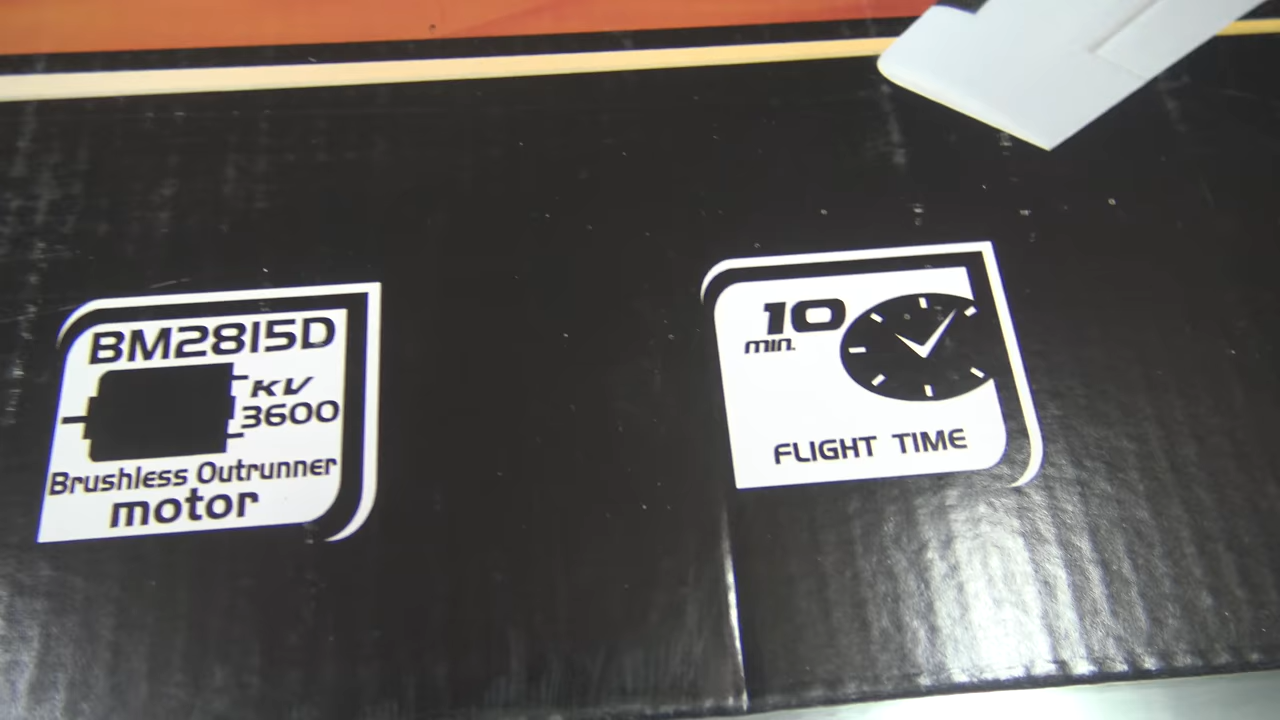 BM2815D
KV
3600
Brushless Outrunner
motor
10
min.
FLIGHT TIME